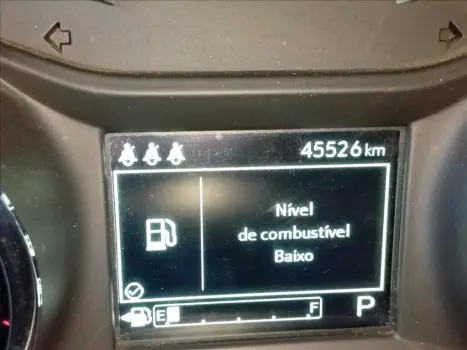 45526 km
Nível
de combustível
Baixo
E F P